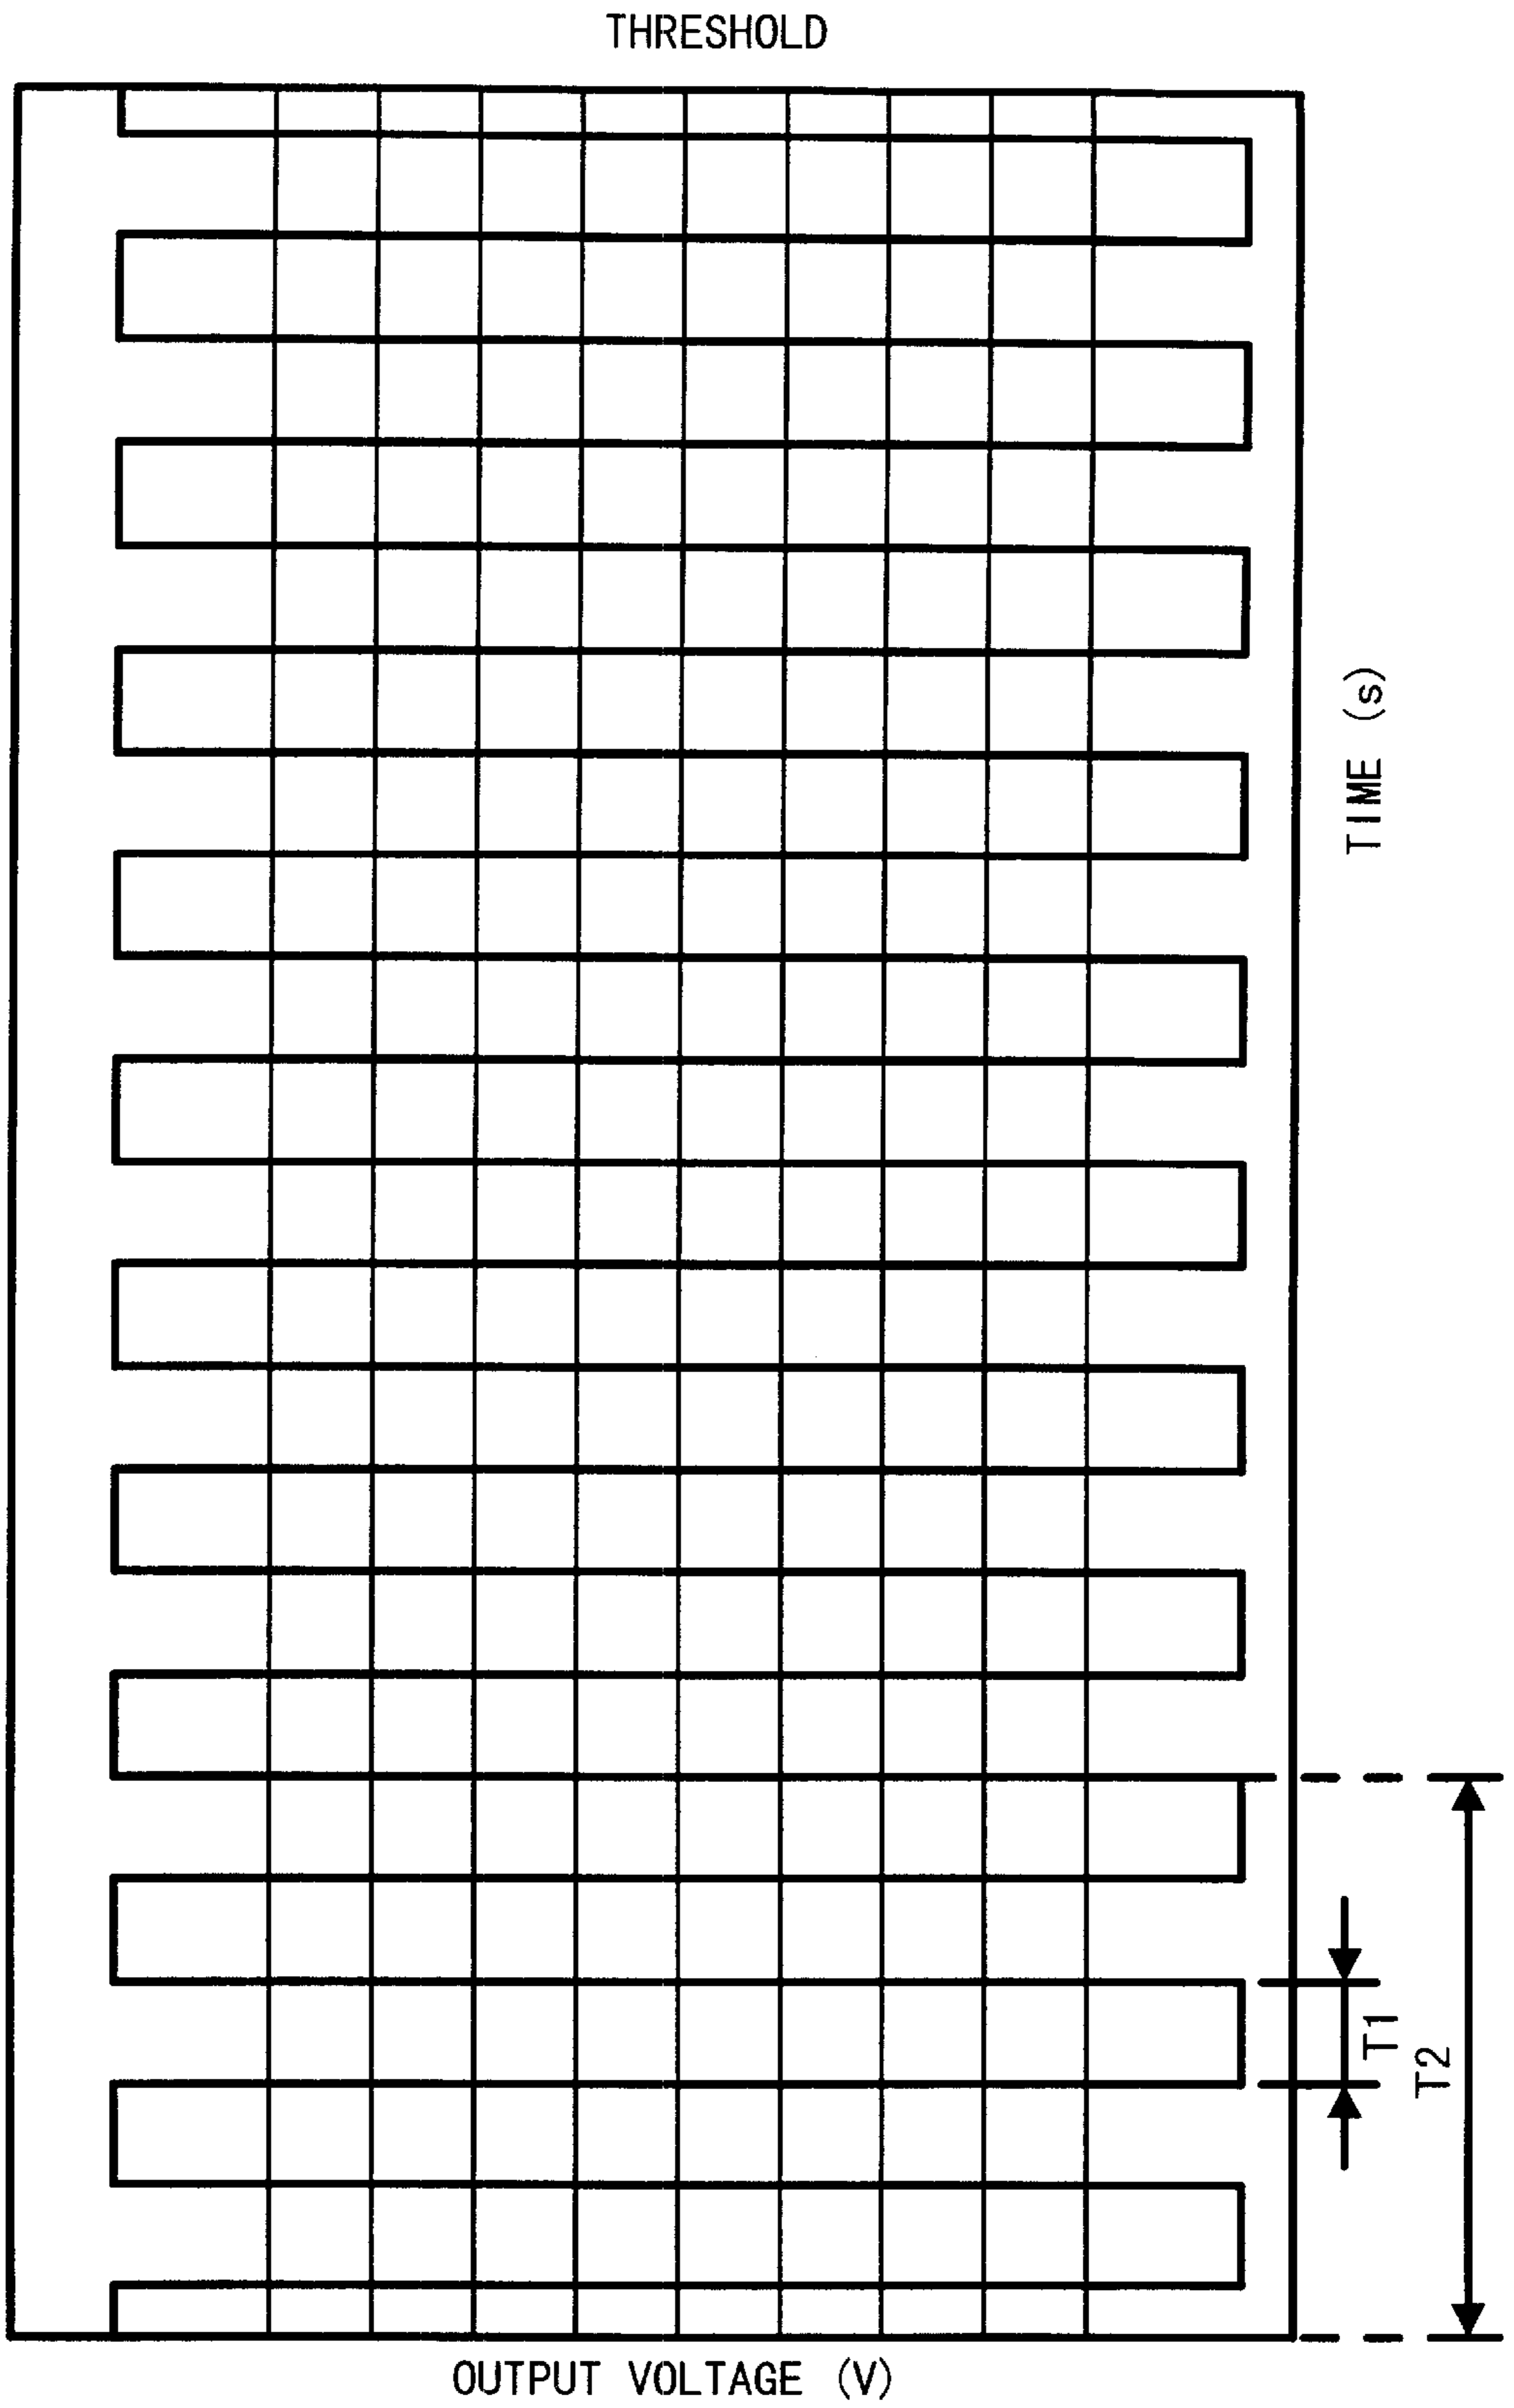 THRESHOLD
TIME (s)
T1
T2
OUTPUT VOLTAGE (V)